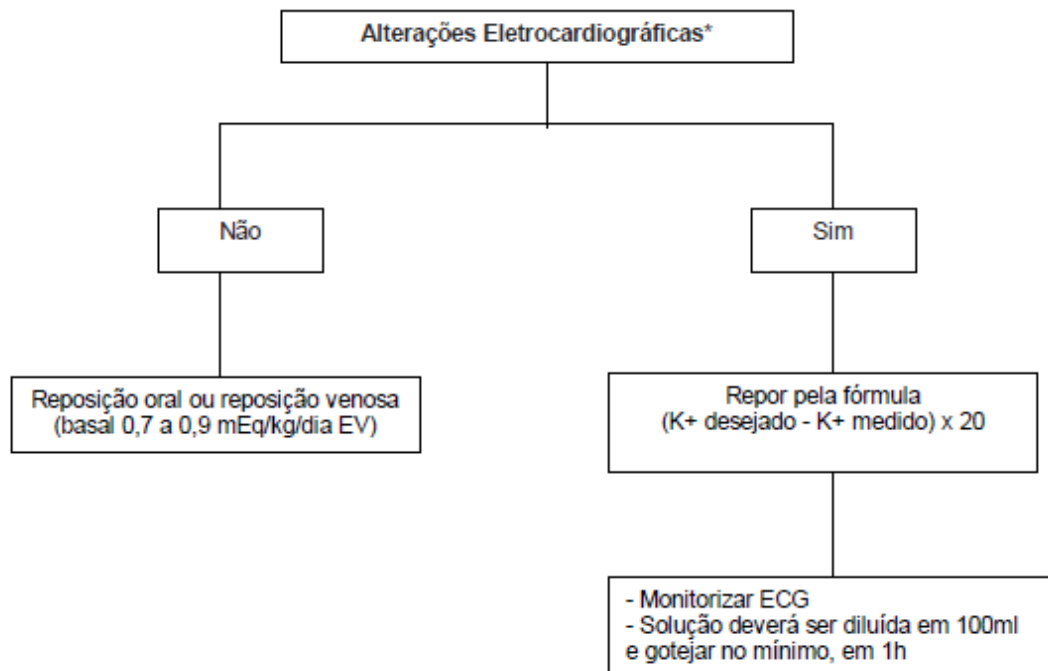 Alterações Eletrocardiográficas*
Não
Sim
Reposição oral ou reposição venosa
(basal 0,7 a 0,9 mEq/kg/dia EV)
Repor pela fórmula
(K+ desejado - K+ medido) x 20
- Monitorizar ECG
- Solução deverá ser diluída em 100ml
e gotejar no mínimo, em 1h